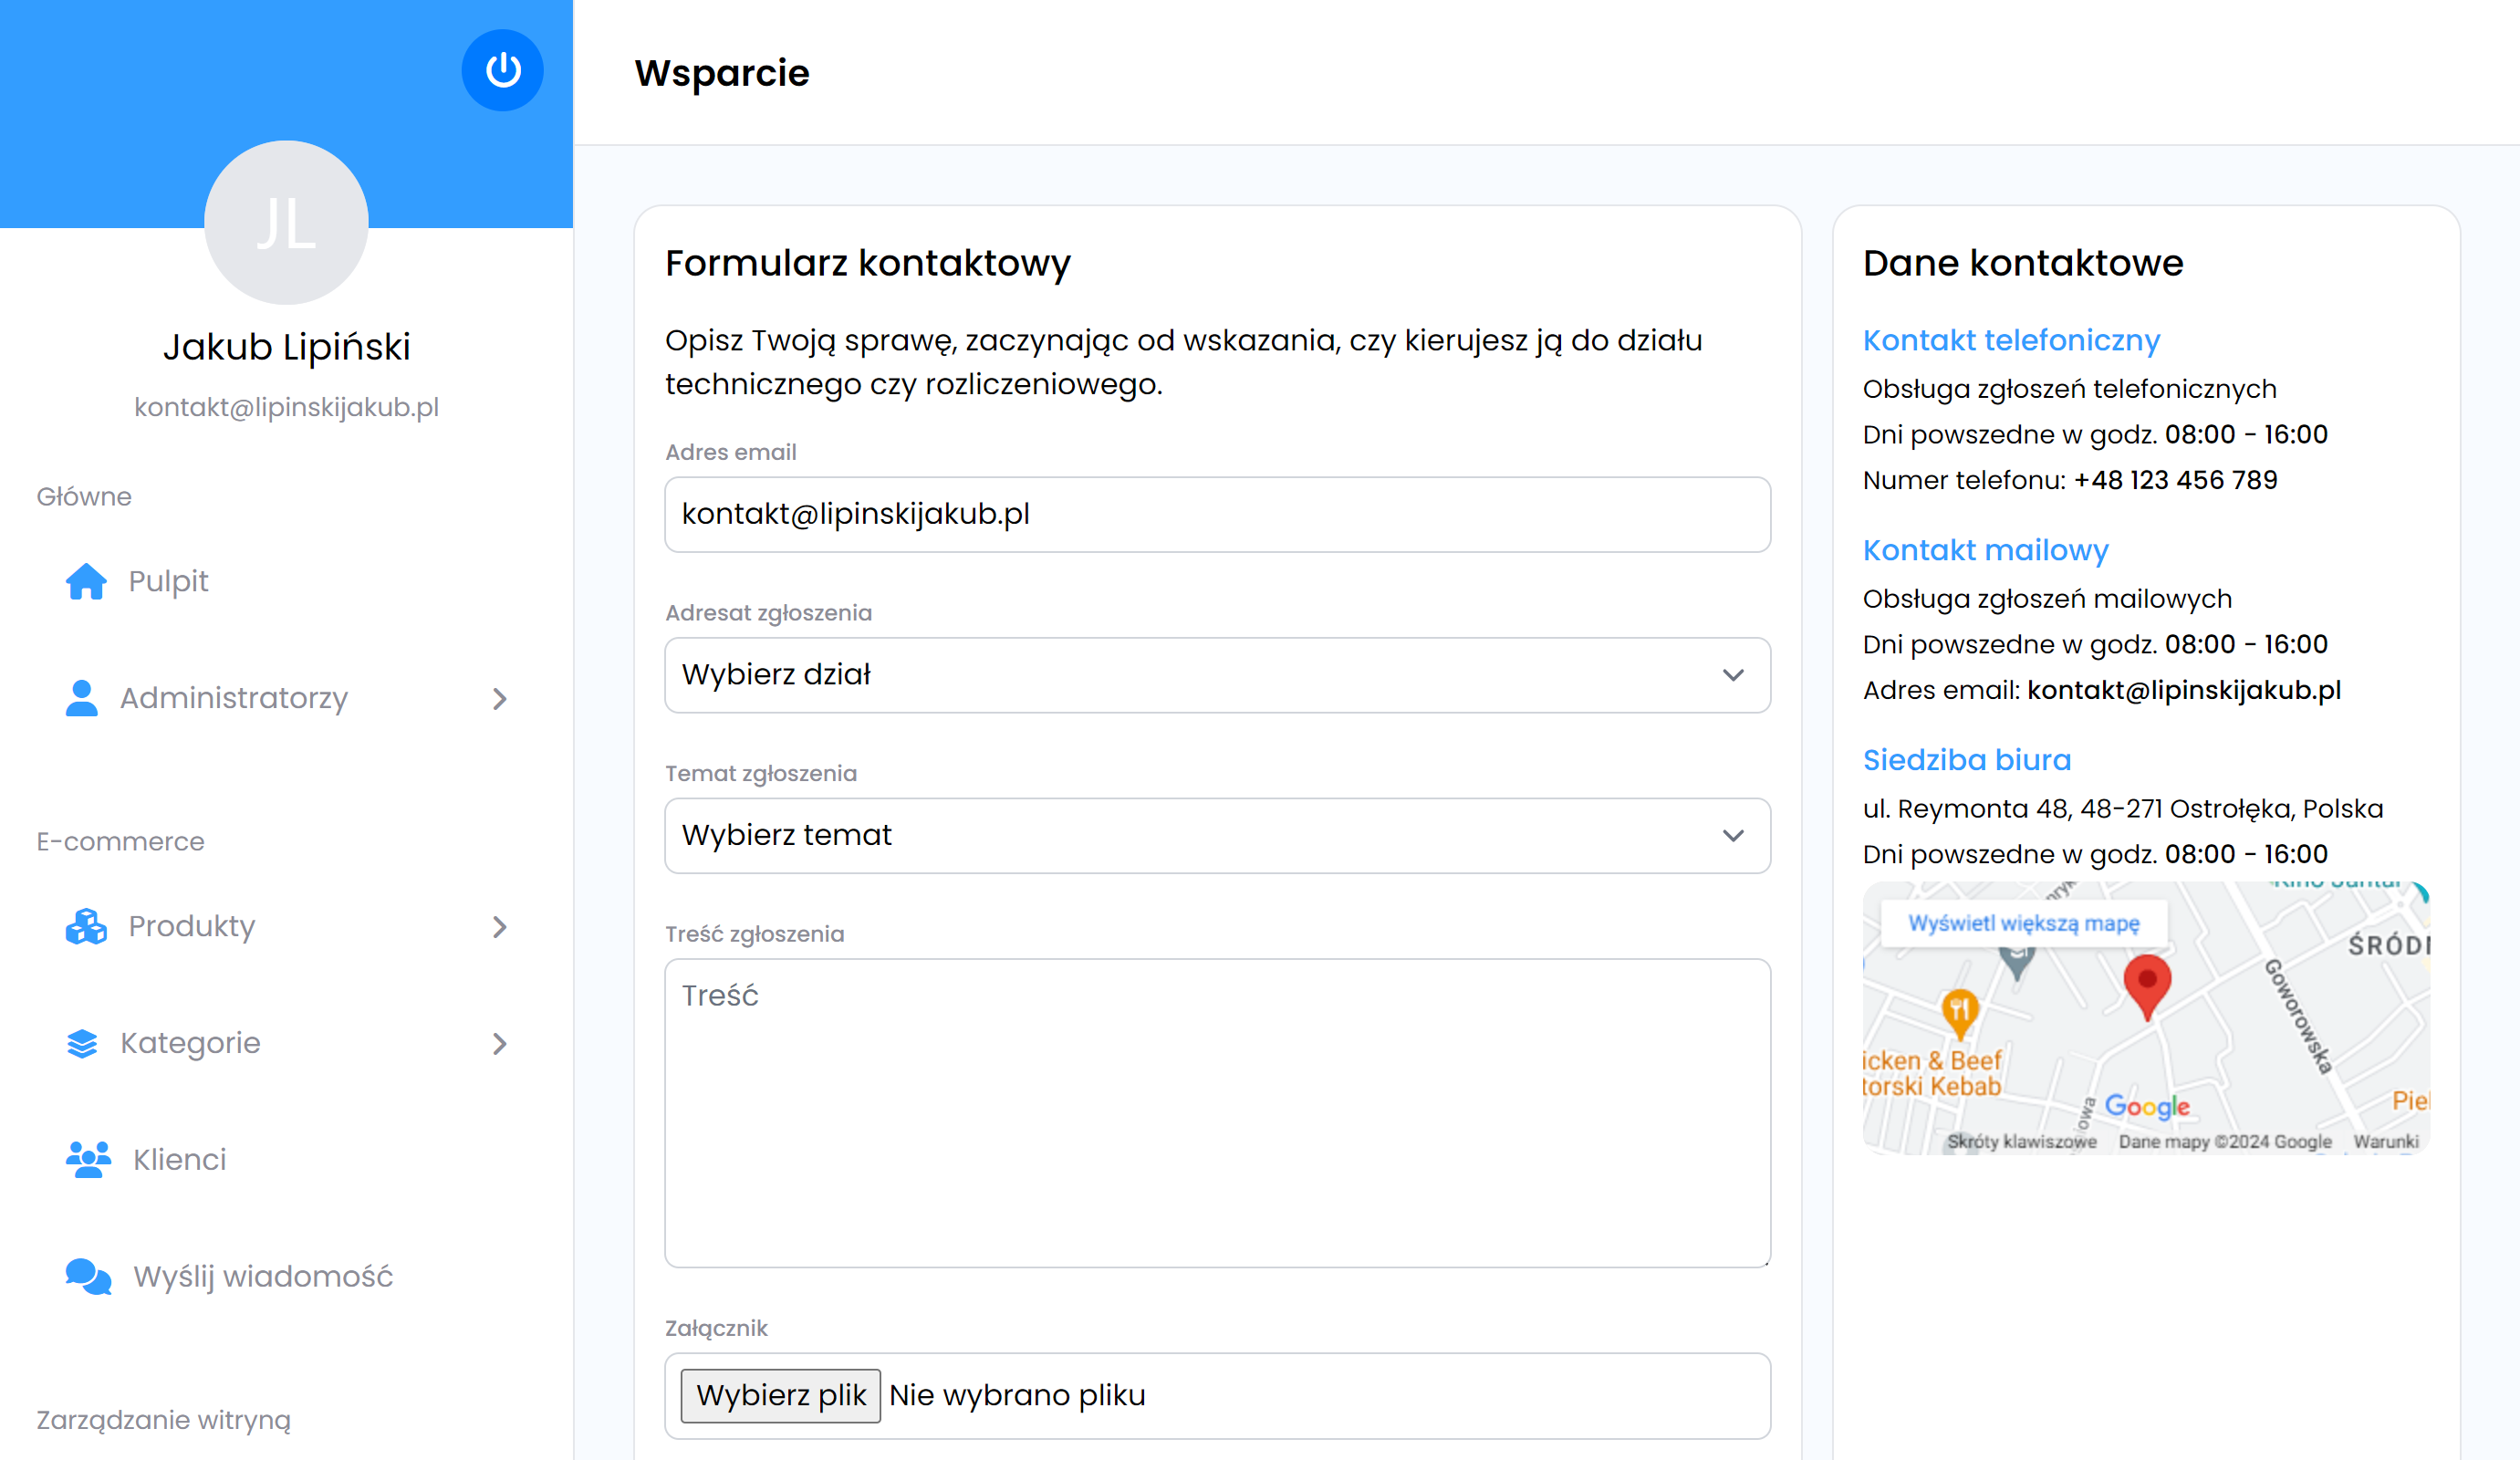 JL
Jakub Lipiński
kontakt@lipinskijakub.pl
Główne
Pulpit
Administratorzy
E-commerce
Produkty
Kategorie
Klienci
Wyślij wiadomość
Zarządzanie witryną
Wsparcie
Formularz kontaktowy
Opisz Twoją sprawę, zaczynając od wskazania, czy kierujesz ją do działu
technicznego czy rozliczeniowego.
Adres email
kontakt@lipinskijakub.pl
Adresat zgłoszenia
Wybierz dział
Temat zgłoszenia
Wybierz temat
Treść zgłoszenia
Treść
Załącznik
Wybierz plik Nie wybrano pliku
Dane kontaktowe
Kontakt telefoniczny
Obsługa zgłoszeń telefonicznych
Dni powszedne w godz. 08:00 - 16:00
Numer telefonu: +48 123 456 789
Kontakt mailowy
Obsługa zgłoszeń mailowych
Dni powszedne w godz. 08:00 - 16:00
Adres email: kontakt@lipinskijakub.pl
Siedziba biura
ul. Reymonta 48, 48-271 Ostrołęka, Polska
Dni powszedne w godz. 08:00 - 16:00
Wyświetl większą mapę
Goworowska
icken & Beef
torski Kebab
Google
Skróty klawiszowe Dane mapy ©2024 Google Warunki